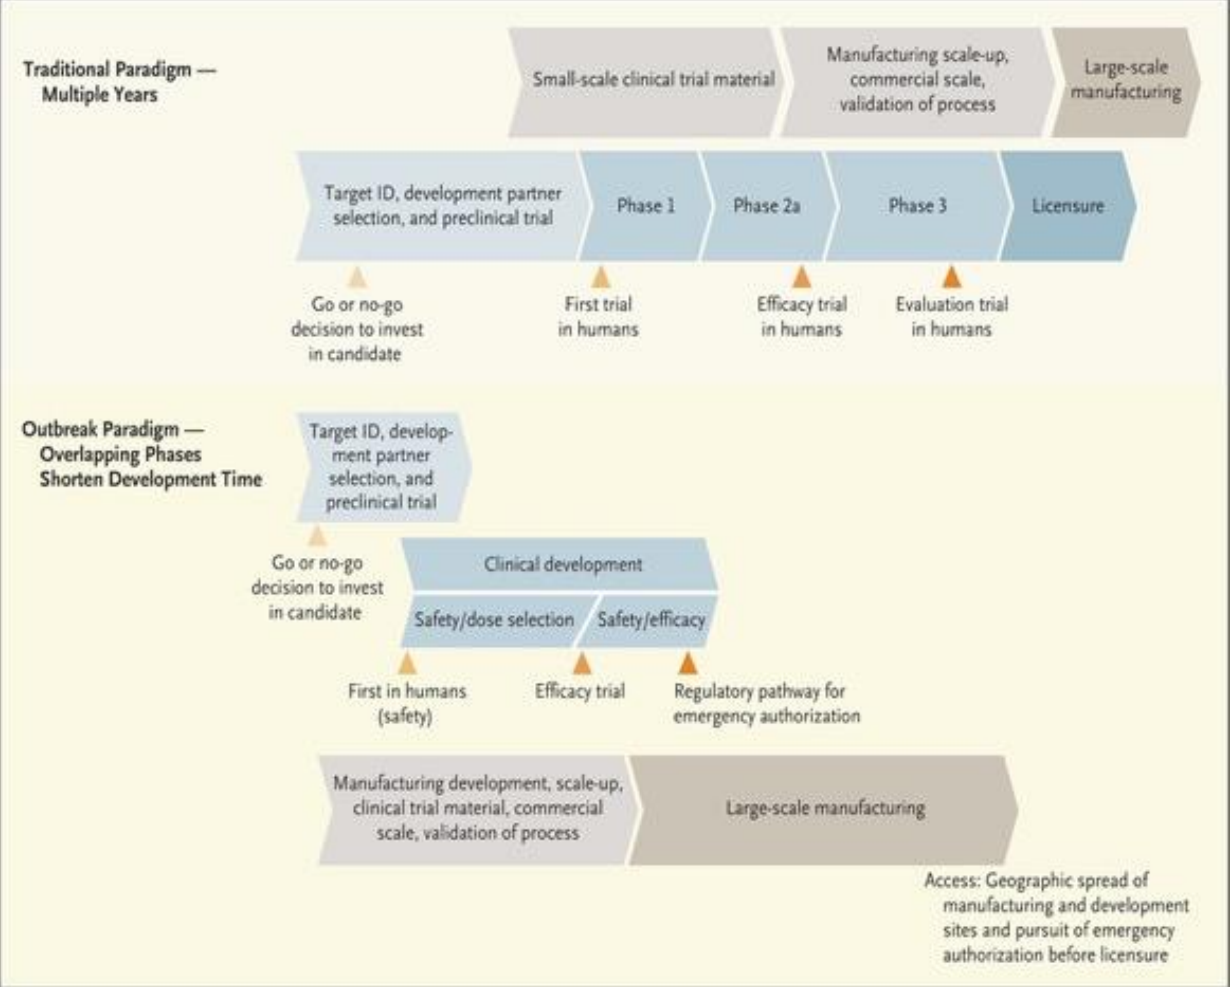 Traditional Paradigm —
Multiple Years
Small-scale clinical trial material
Manufacturing scale-up,
commercial scale,
validation of process
Large-scale
manufacturing
Target ID, development partner
selection, and preclinical trial
Phase 1
Phase 2a
Phase 3
Licensure
Go or no-go
decision to invest
in candidate
First trial
in humans
Efficacy trial
in humans
Evaluation trial
in humans
Outbreak Paradigm —
Overlapping Phases
Shorten Development Time
Target ID, develop-
ment partner
selection, and
preclinical trial
Go or no-go
decision to invest
in candidate
Clinical development
Safety/dose selection
Safety/efficacy
First in humans
(safety)
Efficacy trial
Regulatory pathway for
emergency authorization
Manufacturing development, scale-up,
clinical trial material, commercial
scale, validation of process
Large-scale manufacturing
Access: Geographic spread of
manufacturing and development
sites and pursuit of emergency
authorization before licensure